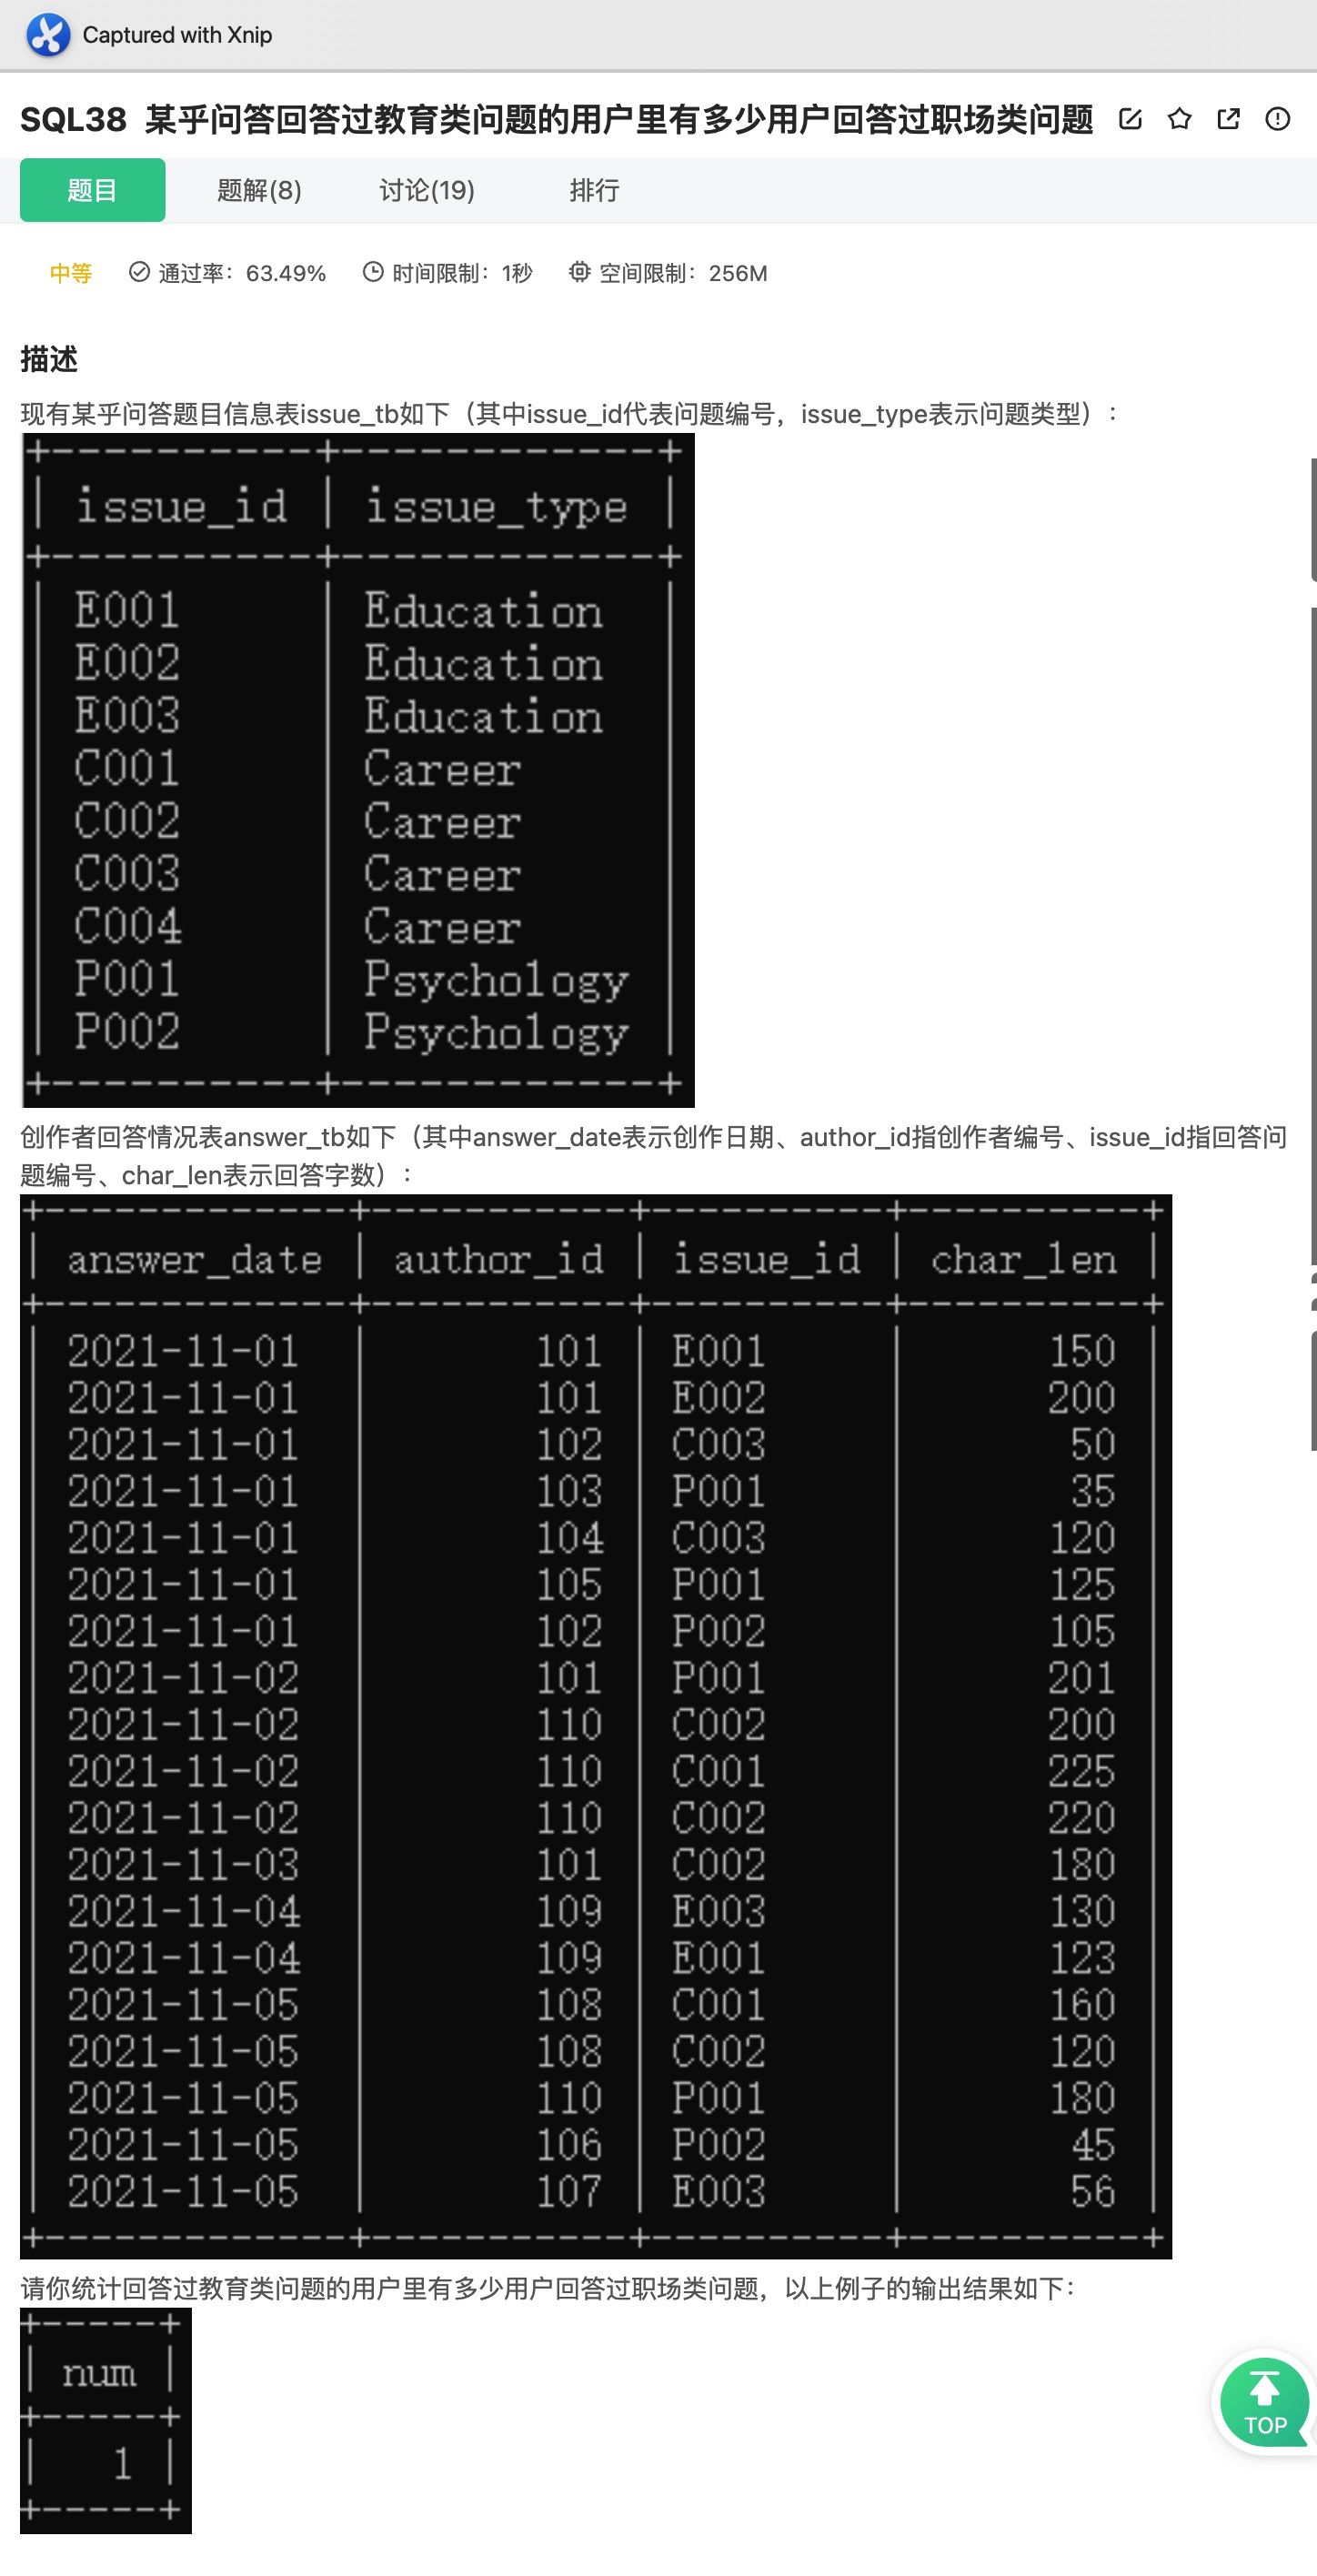 Captured with Xnip
SQL38 某乎问答回答过教育类问题的用户里有多少用户回答过职场类问题
题目 题解(8) 讨论(19) 排行
中等 通过率：63.49% 时间限制：1秒 空间限制：256M
描述
现有某乎问答题目信息表issue_tb如下（其中issue_id代表问题编号，issue_type表示问题类型）：
+----------+------------+
| issue_id | issue_type |
+----------+------------+
| E001 | Education |
| E002 | Education |
| E003 | Education |
| C001 | Career |
| C002 | Career |
| C003 | Career |
| C004 | Career |
| P001 | Psychology |
| P002 | Psychology |
+----------+------------+
创作者回答情况表answer_tb如下（其中answer_date表示创作日期、author_id指创作者编号、issue_id指回答问
题编号、char_len表示回答字数）：
+-------------+-----------+----------+----------+
| answer_date | author_id | issue_id | char_len |
+-------------+-----------+----------+----------+
| 2021-11-01 | 101 | E001 | 150 |
| 2021-11-01 | 101 | E002 | 200 |
| 2021-11-01 | 102 | C003 | 50 |
| 2021-11-01 | 103 | P001 | 35 |
| 2021-11-01 | 104 | C003 | 120 |
| 2021-11-01 | 105 | P001 | 125 |
| 2021-11-01 | 102 | P002 | 105 |
| 2021-11-02 | 101 | P001 | 201 |
| 2021-11-02 | 110 | C002 | 200 |
| 2021-11-02 | 110 | C001 | 225 |
| 2021-11-02 | 110 | C002 | 220 |
| 2021-11-03 | 101 | C002 | 180 |
| 2021-11-04 | 109 | E003 | 130 |
| 2021-11-04 | 109 | E001 | 123 |
| 2021-11-05 | 108 | C001 | 160 |
| 2021-11-05 | 108 | C002 | 120 |
| 2021-11-05 | 110 | P001 | 180 |
| 2021-11-05 | 106 | P002 | 45 |
| 2021-11-05 | 107 | E003 | 56 |
+-------------+-----------+----------+----------+
请你统计回答过教育类问题的用户里有多少用户回答过职场类问题，以上例子的输出结果如下：
+-----+
| num |
+-----+
| 1 |
+-----+
TOP